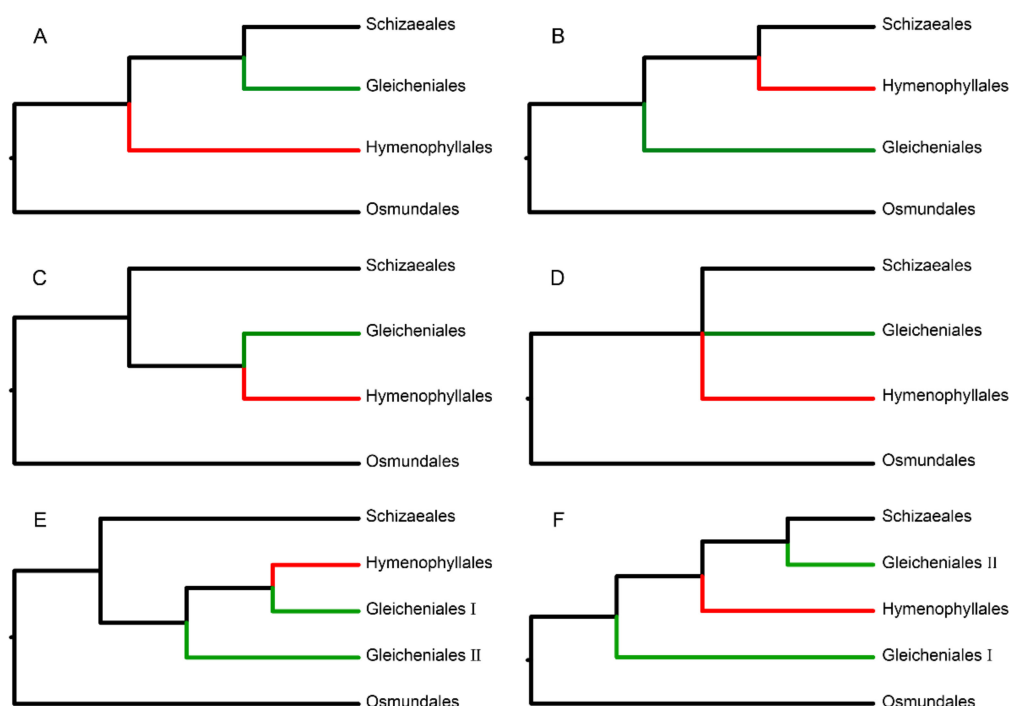 A
Schizaeales
Gleicheniales
Hymenophyllales
Osmundales
B
Schizaeales
Hymenophyllales
Gleicheniales
Osmundales
C
Schizaeales
Gleicheniales
Hymenophyllales
Osmundales
D
Schizaeales
Gleicheniales
Hymenophyllales
Osmundales
E
Schizaeales
Hymenophyllales
Gleicheniales I
Gleicheniales II
Osmundales
F
Schizaeales
Gleicheniales II
Hymenophyllales
Gleicheniales I
Osmundales